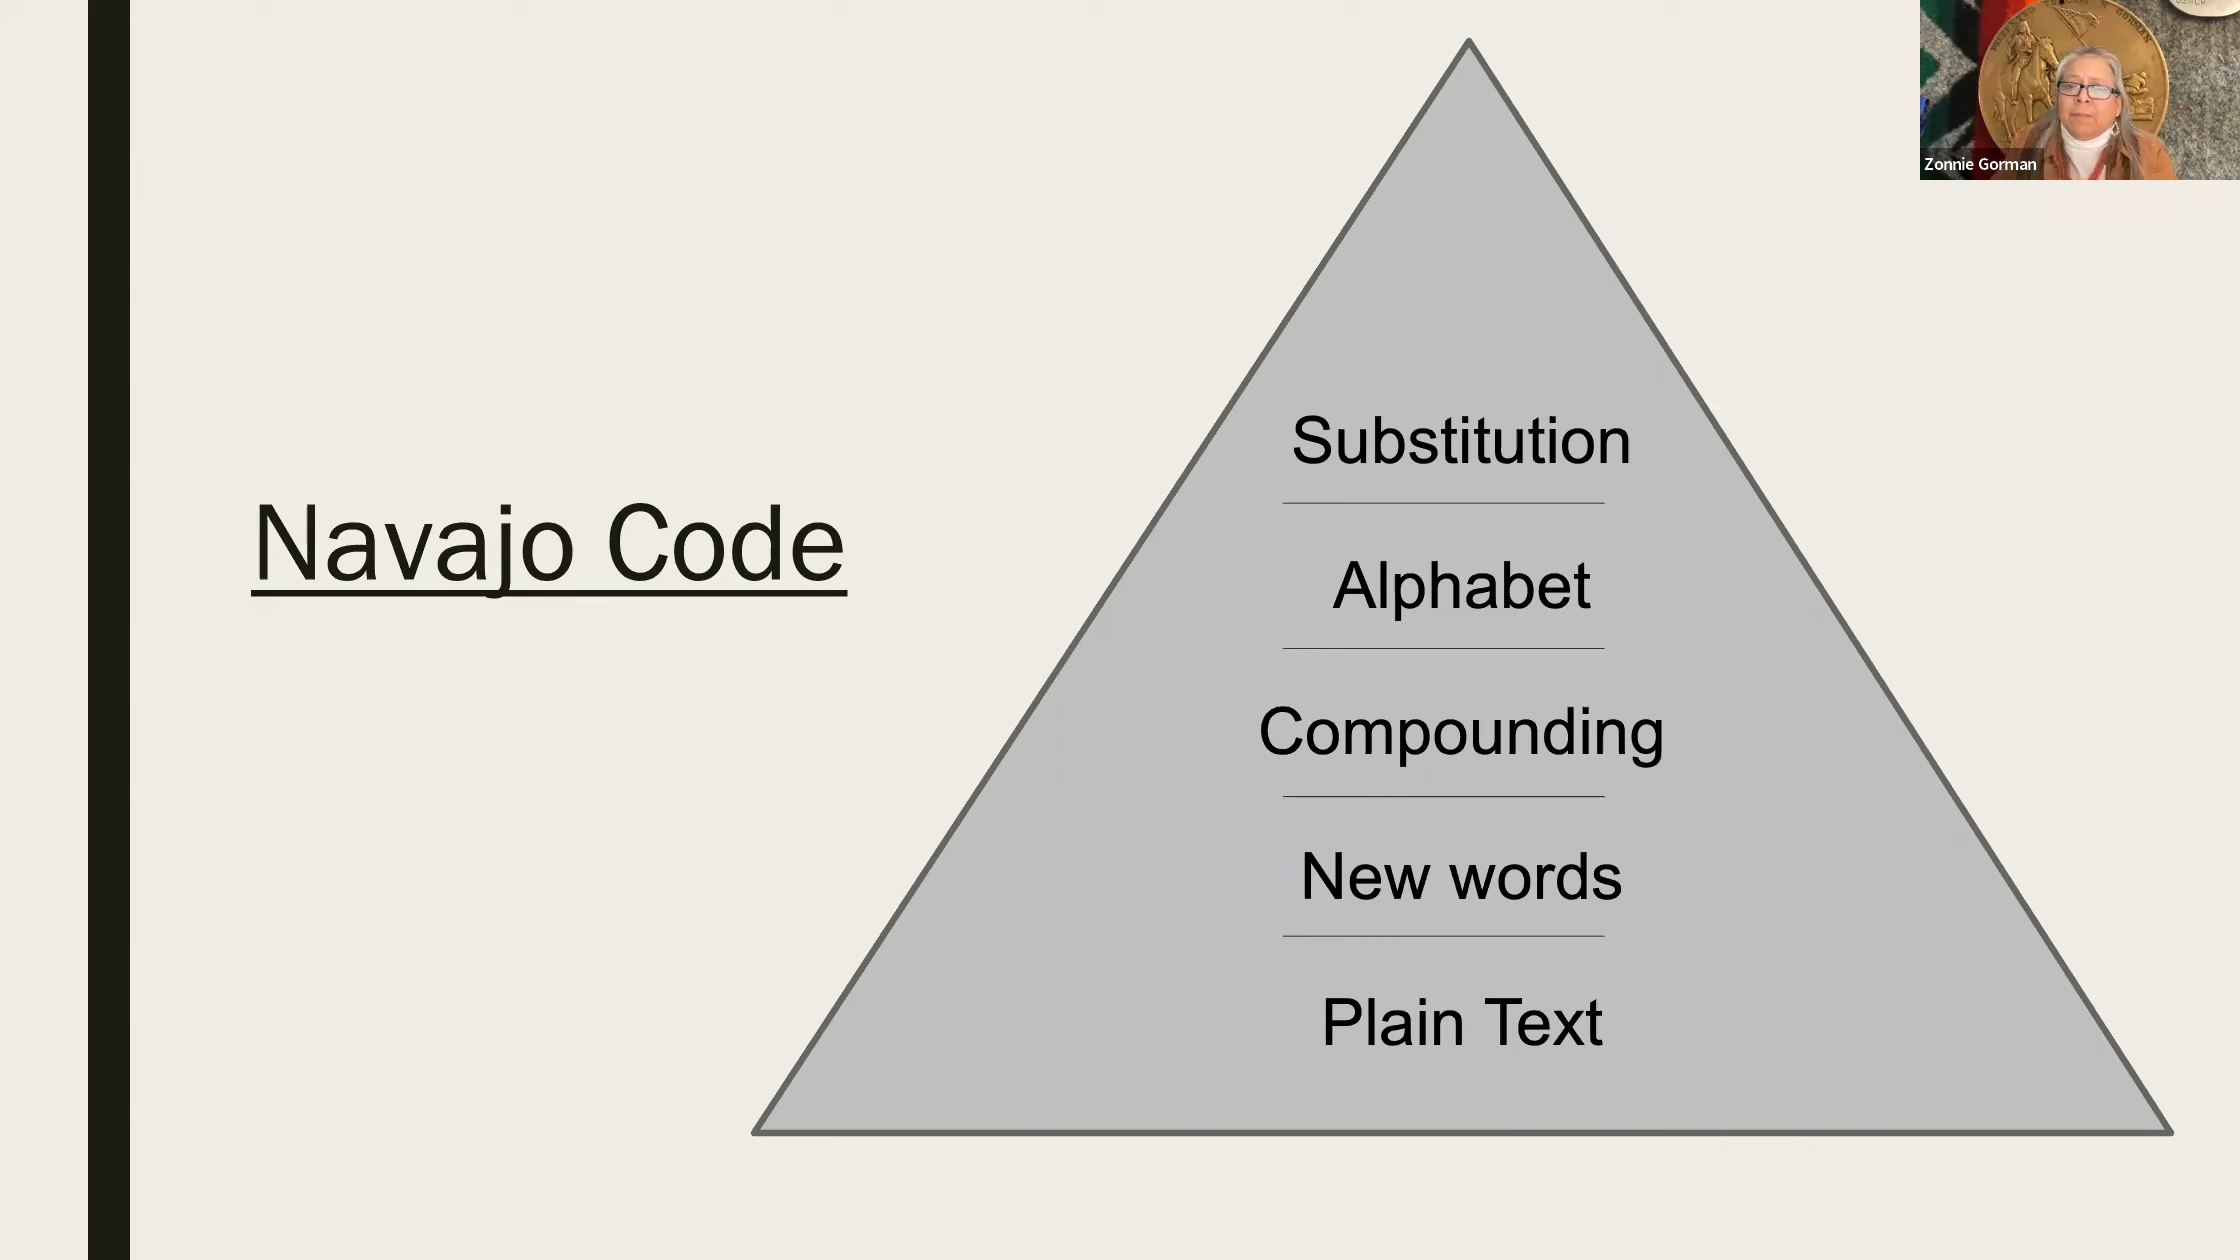 Navajo Code
Substitution
Alphabet
Compounding
New words
Plain Text
Zonnie Gorman